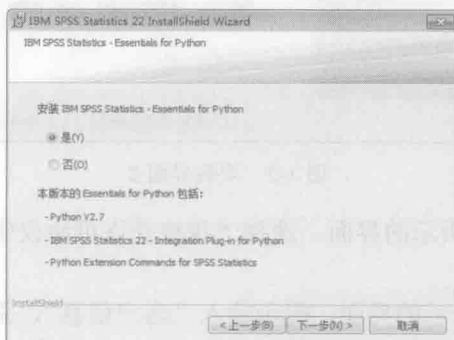 IBM SPSS Statistics 22 InstallShield Wizard
IBM SPSS Statistics - Essentials for Python
安装 IBM SPSS Statistics - Essentials for Python
是(Y)
否(O)
本版本的 Essentials for Python 包括：
- Python V2.7
- IBM SPSS Statistics 22 - Integration Plug-in for Python
- Python Extension Commands for SPSS Statistics
InstallShield
< 上一步(B)
下一步(N) >
取消